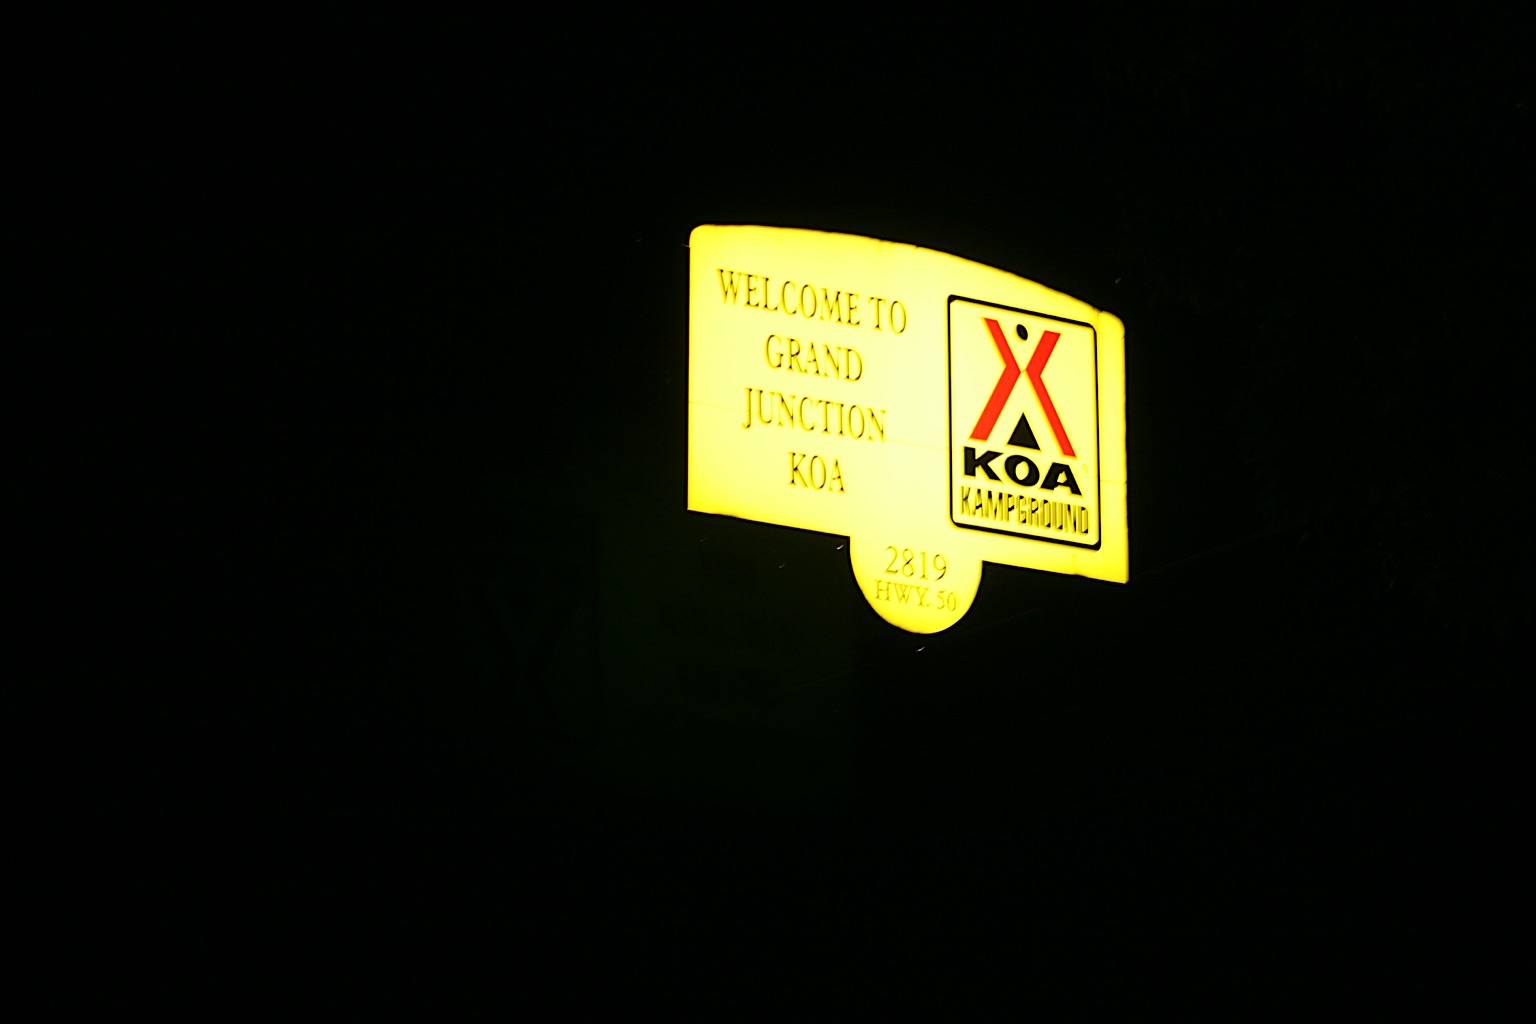 WELCOME TO
GRAND
JUNCTION
KOA
KOA
KAMPGROUND
2819
HWY. 50